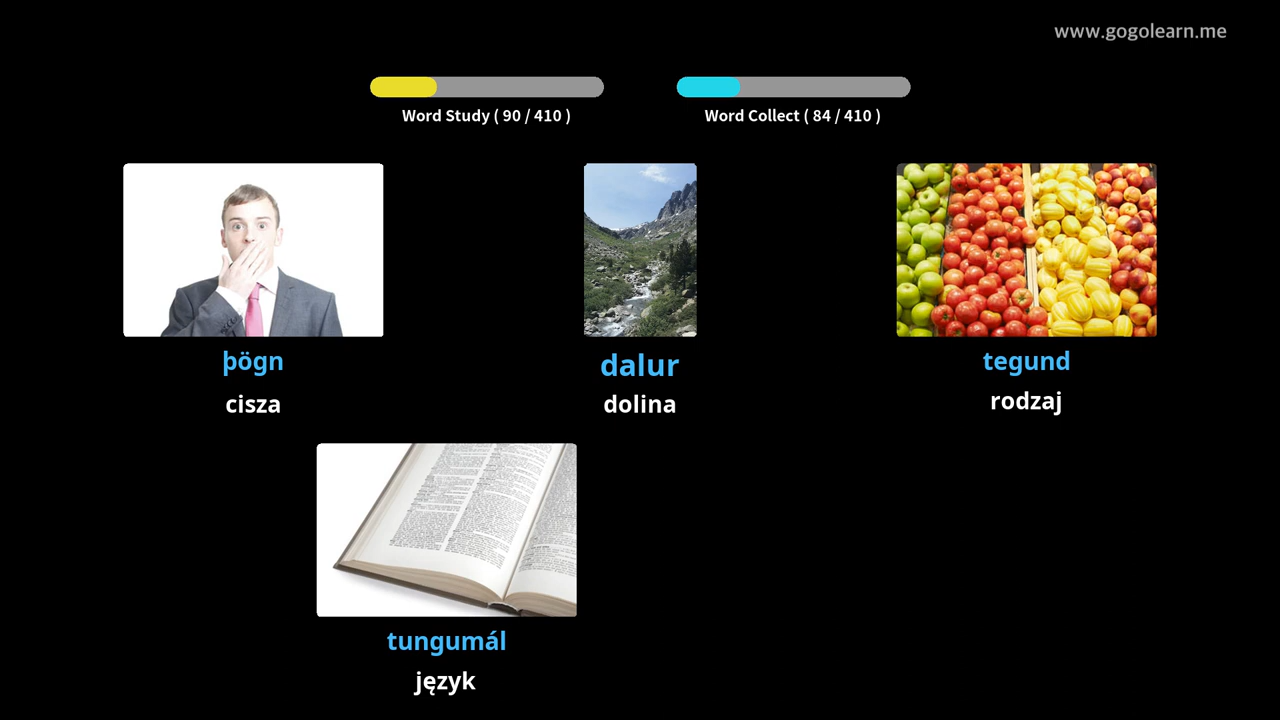 www.gogolearn.me
Word Study ( 90 / 410 )
Word Collect ( 84 / 410 )
þögn
cisza
dalur
dolina
tegund
rodzaj
tungumál
język